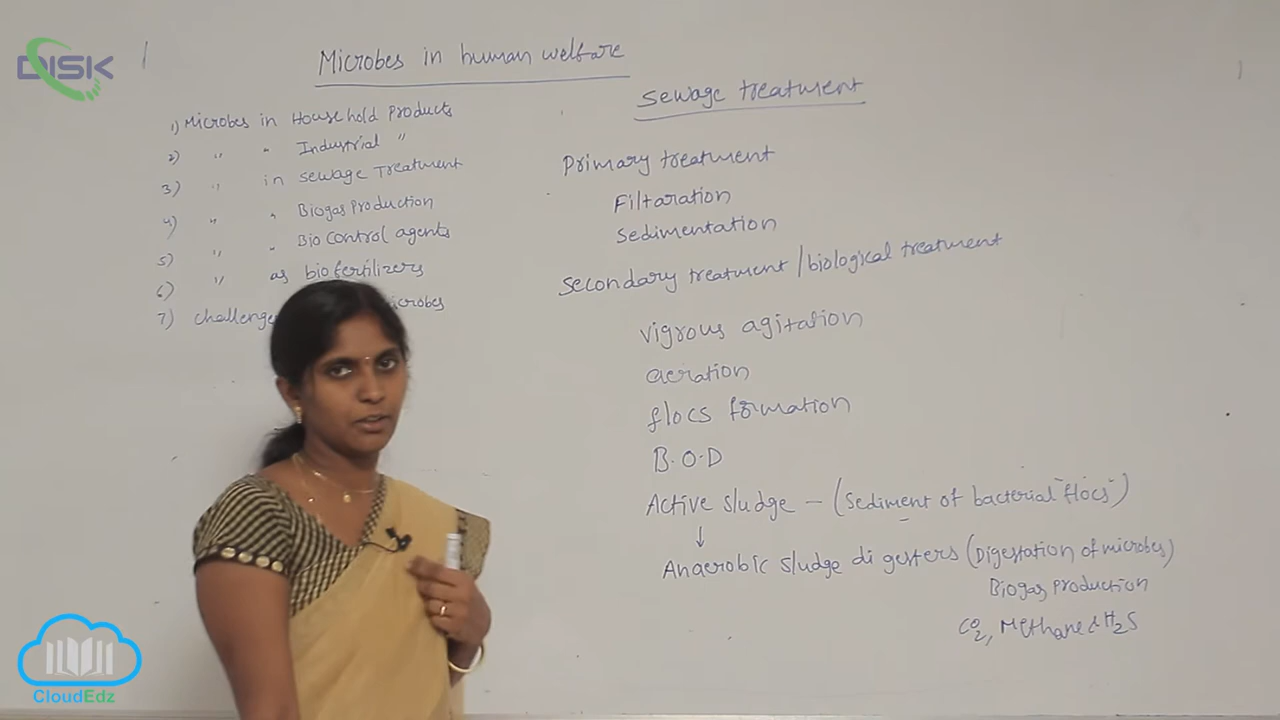 DISK
Microbes in human welfare
1) Microbes in Household Products
2) " " Industrial "
3) " in sewage Treatment
4) " " Biogas Production
5) " " Bio Control agents
6) " as biofertilizers
7) challenge icrobes
Sewage treatment
Primary treatment
Filtaration
Sedimentation
Secondary treatment / biological treatment
vigrous agitation
aeration
flocs formation
B.O.D
Active sludge - (Sediment of bacterial "flocs")
↓
Anaerobic sludge digesters (Digestation of microbes)
Biogas production
CO2, Methane & H2S
CloudEdz